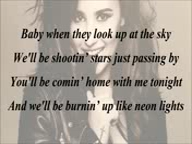 Baby when they look up at the sky
We'll be shootin' stars just passing by
You'll be comin' home with me tonight
And we'll be burnin' up like neon lights